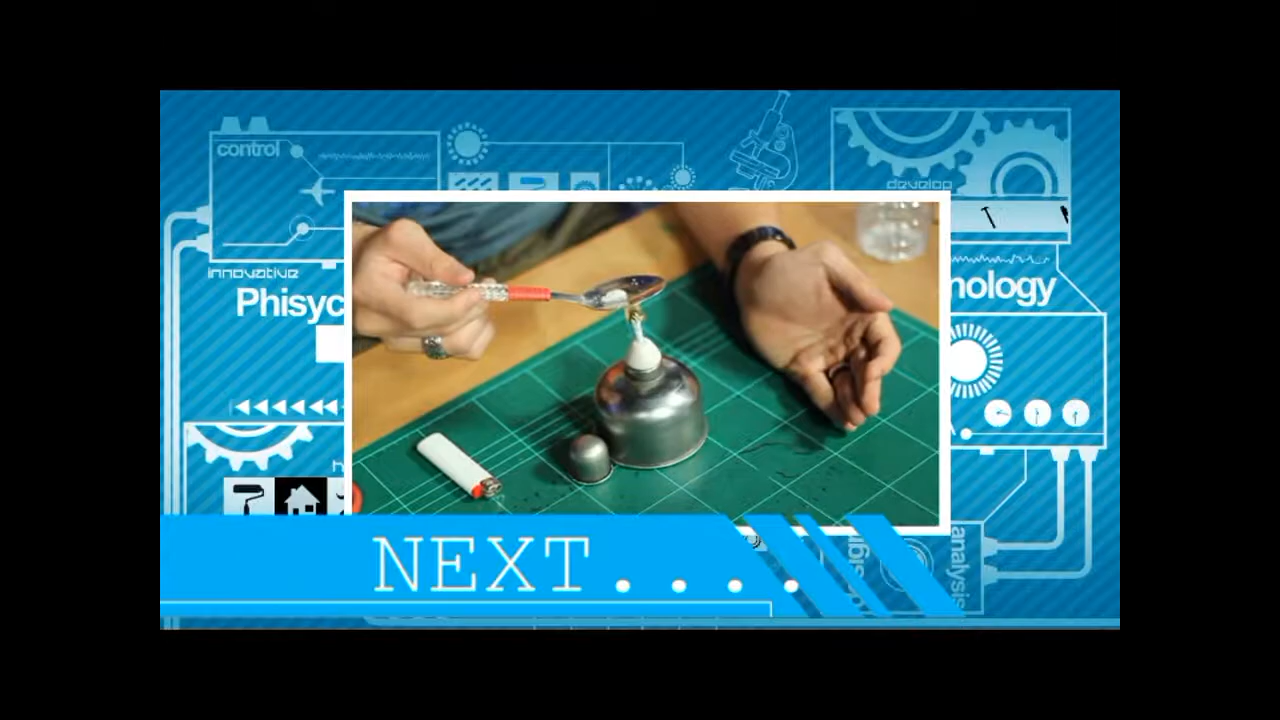 control
develop
innovative
Phisyc
nology
NEXT....
analysis